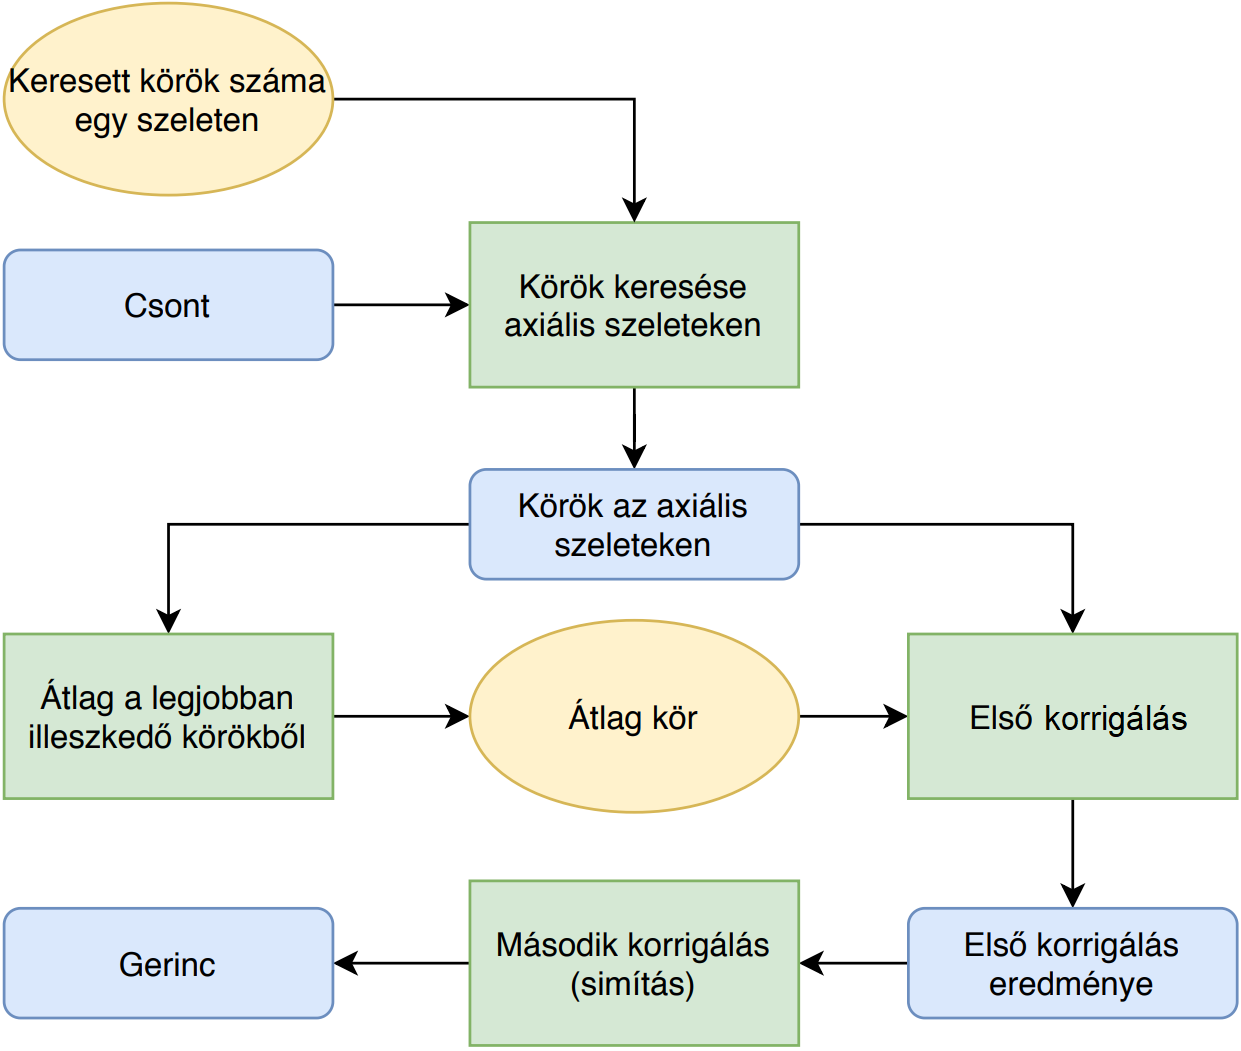 Keresett körök száma
egy szeleten
Csont
Körök keresése
axiális szeleteken
Körök az axiális
szeleteken
Átlag a legjobban
illeszkedő körökből
Átlag kör
Első korrigálás
Gerinc
Második korrigálás
(simítás)
Első korrigálás
eredménye